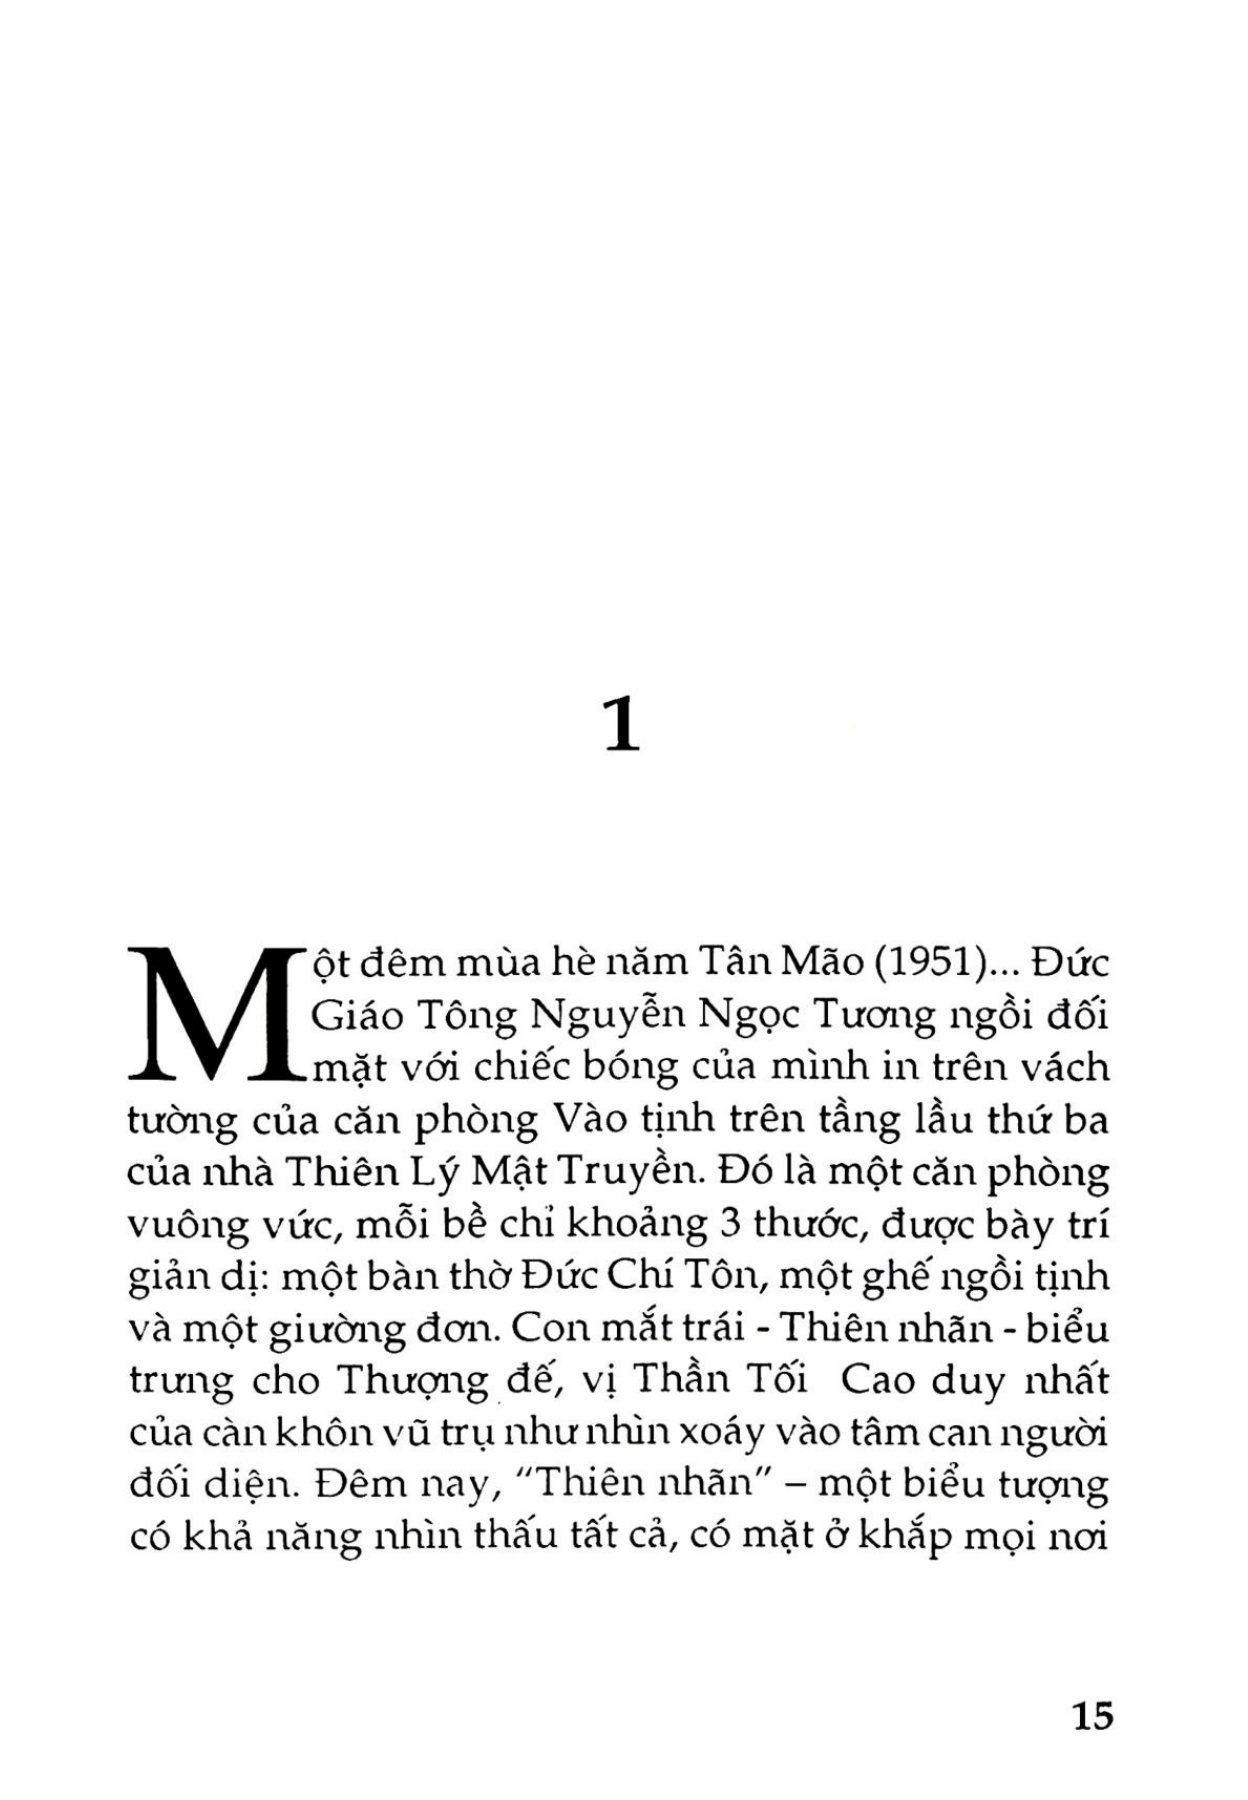 1
Một đêm mùa hè năm Tân Mão (1951)... Đức
Giáo Tông Nguyễn Ngọc Tương ngồi đối
mặt với chiếc bóng của mình in trên vách
tường của căn phòng Vào tịnh trên tầng lầu thứ ba
của nhà Thiên Lý Mật Truyền. Đó là một căn phòng
vuông vức, mỗi bề chỉ khoảng 3 thước, được bày trí
giản dị: một bàn thờ Đức Chí Tôn, một ghế ngồi tịnh
và một giường đơn. Con mắt trái - Thiên nhãn - biểu
trưng cho Thượng đế, vị Thần Tối Cao duy nhất
của càn khôn vũ trụ như nhìn xoáy vào tâm can người
đối diện. Đêm nay, "Thiên nhãn" – một biểu tượng
có khả năng nhìn thấu tất cả, có mặt ở khắp mọi nơi
15